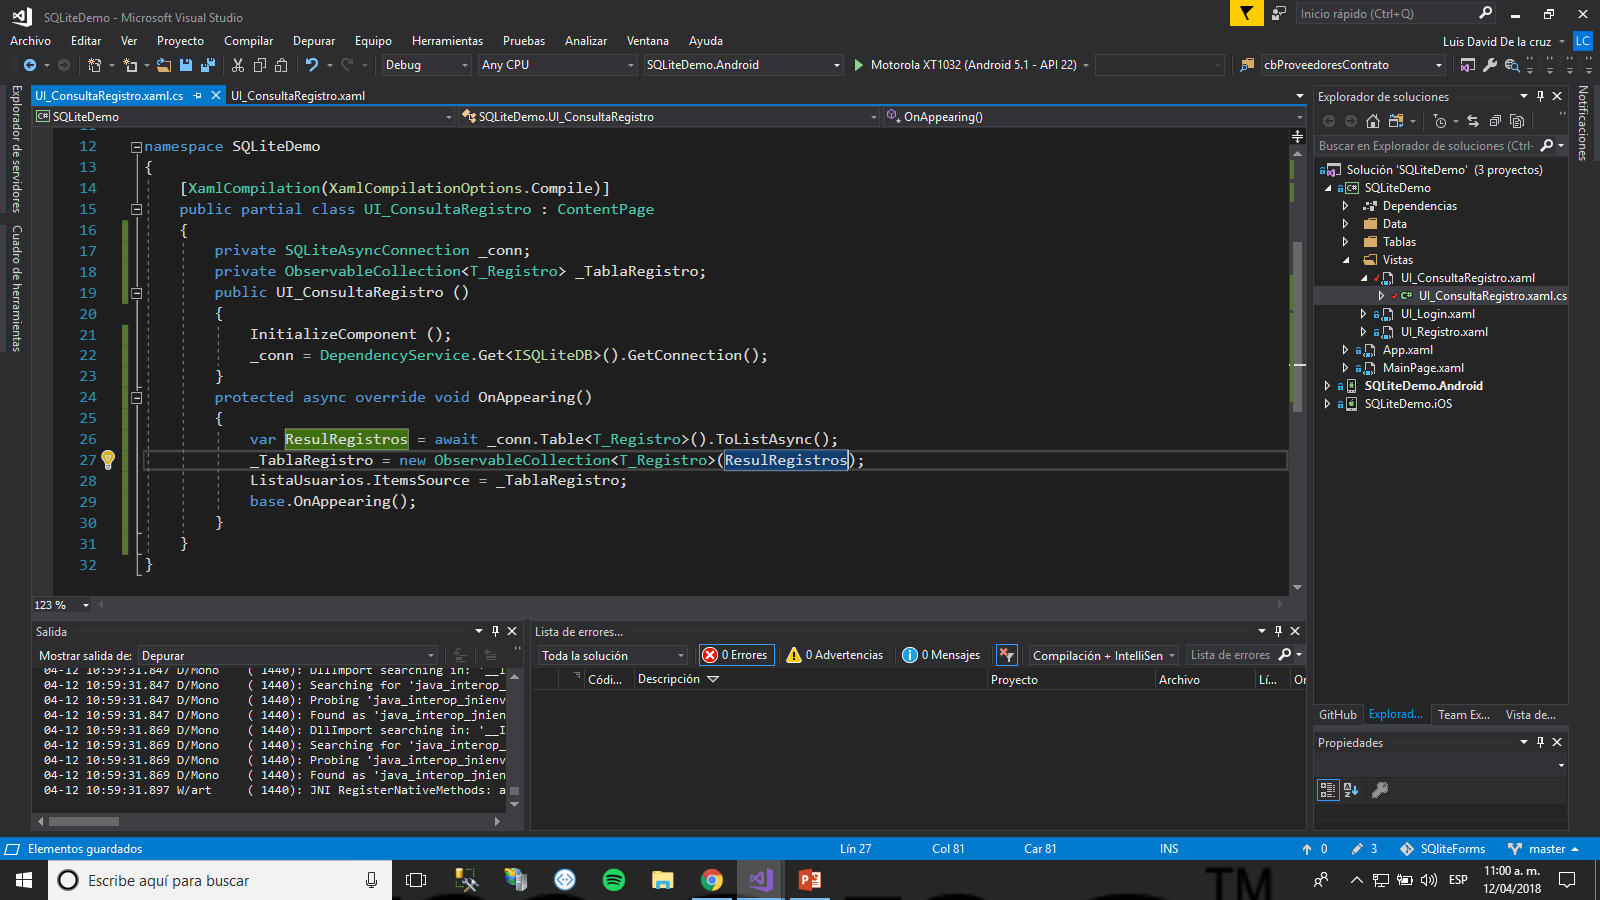 SQLiteDemo - Microsoft Visual Studio
Inicio rápido (Ctrl+Q)
Archivo Editar Ver Proyecto Compilar Depurar Equipo Herramientas Pruebas Analizar Ventana Ayuda
Luis David De la cruz LC
Debug Any CPU SQLiteDemo.Android Motorola XT1032 (Android 5.1 - API 22) cbProveedoresContrato
Explorador de servidores
Cuadro de herramientas
UI_ConsultaRegistro.xaml.cs UI_ConsultaRegistro.xaml
SQLiteDemo SQLiteDemo.UI_ConsultaRegistro OnAppearing()
12 namespace SQLiteDemo
13 {
14 [XamlCompilation(XamlCompilationOptions.Compile)]
15 public partial class UI_ConsultaRegistro : ContentPage
16 {
17 private SQLiteAsyncConnection _conn;
18 private ObservableCollection<T_Registro> _TablaRegistro;
19 public UI_ConsultaRegistro ()
20 {
21 InitializeComponent ();
22 _conn = DependencyService.Get<ISQLiteDB>().GetConnection();
23 }
24 protected async override void OnAppearing()
25 {
26 var ResulRegistros = await _conn.Table<T_Registro>().ToListAsync();
27 _TablaRegistro = new ObservableCollection<T_Registro>(ResulRegistros);
28 ListaUsuarios.ItemsSource = _TablaRegistro;
29 base.OnAppearing();
30 }
31 }
32 }
123 %
Explorador de soluciones
Buscar en Explorador de soluciones (Ctrl-
Solución 'SQLiteDemo' (3 proyectos)
SQLiteDemo
Dependencias
Data
Tablas
Vistas
UI_ConsultaRegistro.xaml
UI_ConsultaRegistro.xaml.cs
UI_Login.xaml
UI_Registro.xaml
App.xaml
MainPage.xaml
SQLiteDemo.Android
SQLiteDemo.iOS
Notificaciones
GitHub Explorad... Team Ex... Vista de...
Propiedades
Salida
Mostrar salida de: Depurar
04-12 10:59:31.847 D/Mono ( 1440): DllImport searching in: '__I
04-12 10:59:31.847 D/Mono ( 1440): Searching for 'java_interop_
04-12 10:59:31.847 D/Mono ( 1440): Probing 'java_interop_jnienv
04-12 10:59:31.847 D/Mono ( 1440): Found as 'java_interop_jnien
04-12 10:59:31.869 D/Mono ( 1440): DllImport searching in: '__I
04-12 10:59:31.869 D/Mono ( 1440): Searching for 'java_interop_
04-12 10:59:31.869 D/Mono ( 1440): Probing 'java_interop_jnienv
04-12 10:59:31.869 D/Mono ( 1440): Found as 'java_interop_jnien
04-12 10:59:31.897 W/art ( 1440): JNI RegisterNativeMethods: a
Lista de errores...
Toda la solución 0 Errores 0 Advertencias 0 Mensajes Compilación + IntelliSen Lista de errores
Códi... Descripción Proyecto Archivo Lí...
Elementos guardados Lín 27 Col 81 Car 81 INS 0 3 SQliteForms master
Escribe aquí para buscar
TM
ESP
11:00 a. m.
12/04/2018